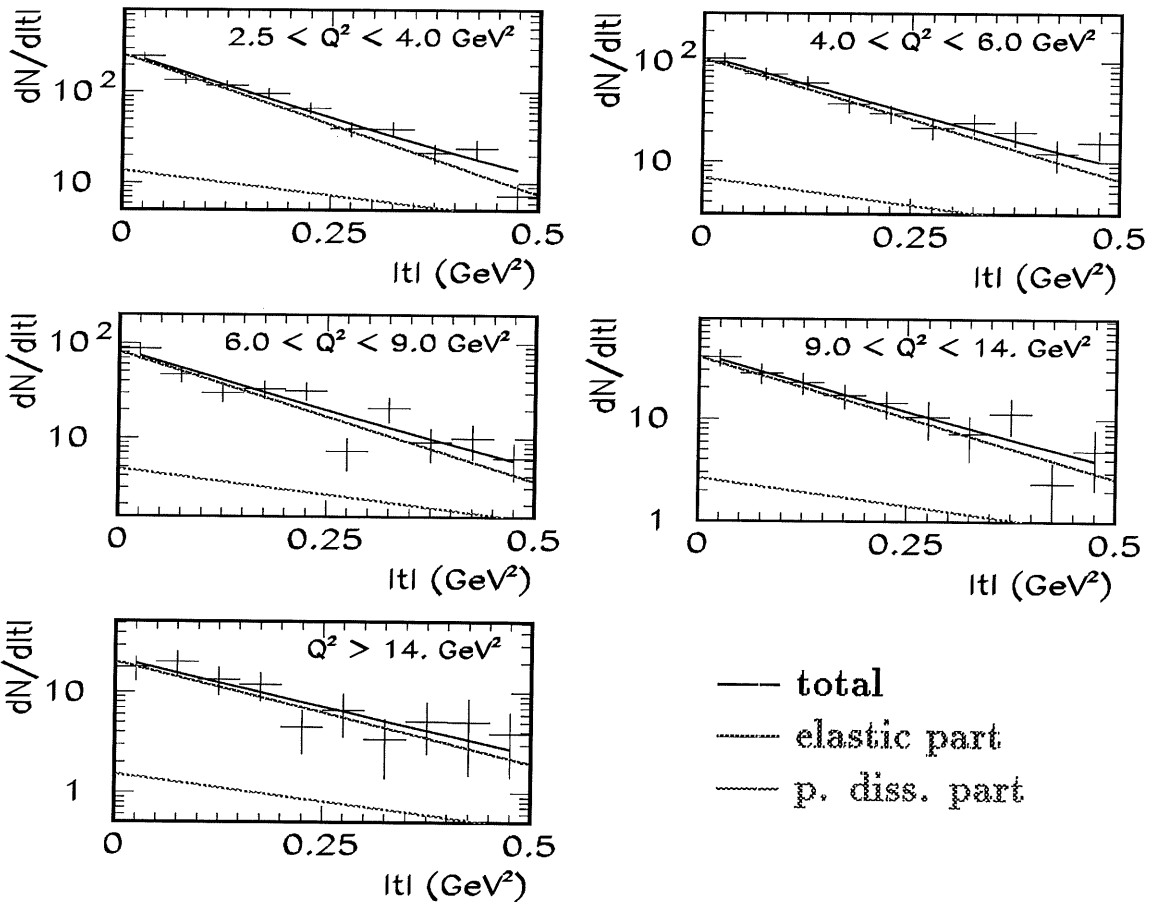 dN/d|t|
2.5 < Q² < 4.0 GeV²
10²
10
0 0.25 0.5
|t| (GeV²)
dN/d|t|
4.0 < Q² < 6.0 GeV²
10²
10
0 0.25 0.5
|t| (GeV²)
dN/d|t|
6.0 < Q² < 9.0 GeV²
10²
10
0 0.25 0.5
|t| (GeV²)
dN/d|t|
9.0 < Q² < 14. GeV²
10
1
0 0.25 0.5
|t| (GeV²)
dN/d|t|
Q² > 14. GeV²
10
1
0 0.25 0.5
|t| (GeV²)
total
elastic part
p. diss. part